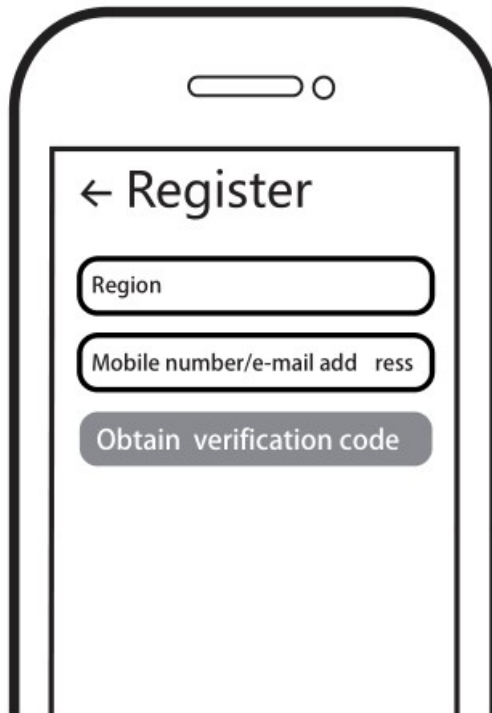 ← Register
Region
Mobile number/e-mail add ress
Obtain verification code